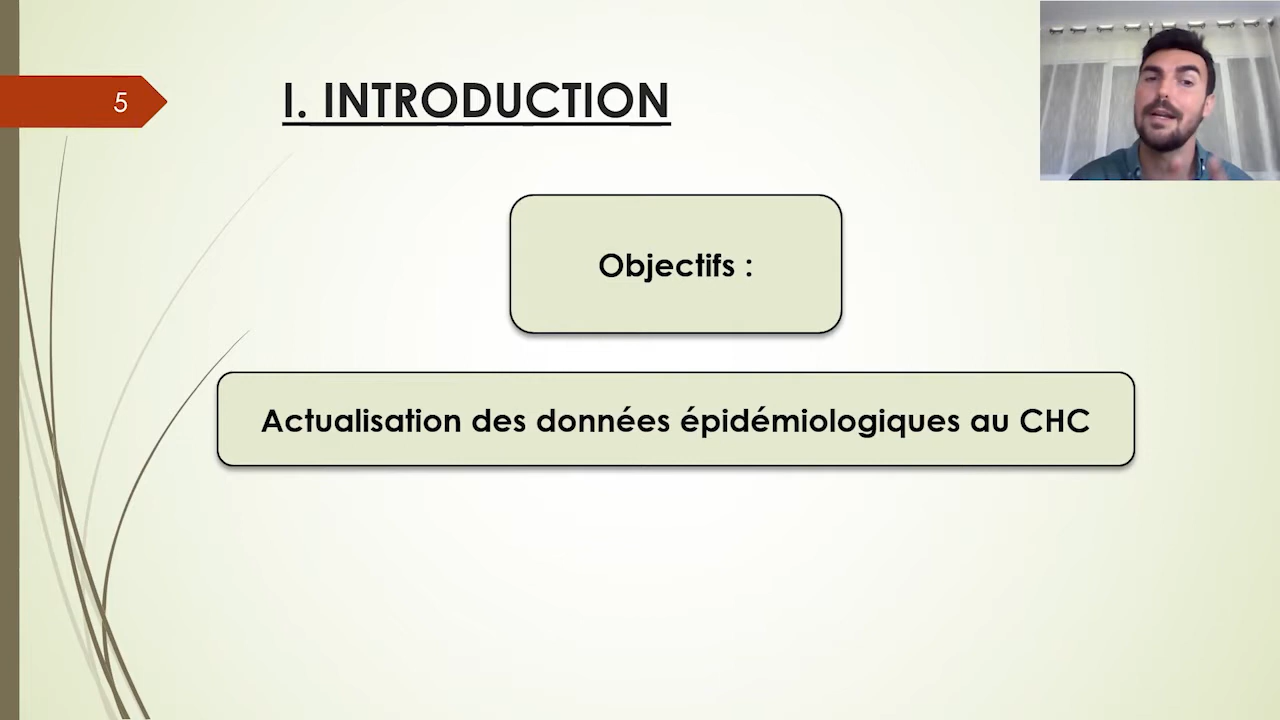 5
I. INTRODUCTION
Objectifs :
Actualisation des données épidémiologiques au CHC